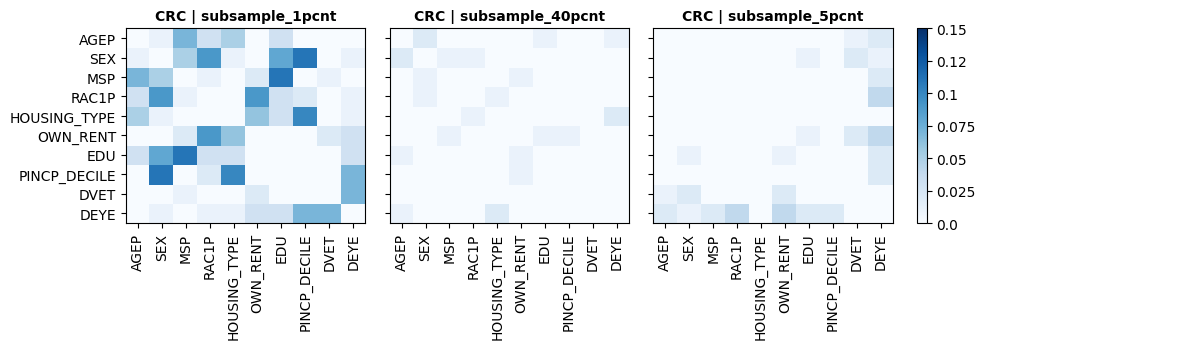 CRC | subsample_1pcnt
CRC | subsample_40pcnt
CRC | subsample_5pcnt
AGEP
SEX
MSP
RAC1P
HOUSING_TYPE
OWN_RENT
EDU
PINCP_DECILE
DVET
DEYE
AGEP
SEX
MSP
RAC1P
HOUSING_TYPE
OWN_RENT
EDU
PINCP_DECILE
DVET
DEYE
AGEP
SEX
MSP
RAC1P
HOUSING_TYPE
OWN_RENT
EDU
PINCP_DECILE
DVET
DEYE
AGEP
SEX
MSP
RAC1P
HOUSING_TYPE
OWN_RENT
EDU
PINCP_DECILE
DVET
DEYE
0.15
0.12
0.1
0.075
0.05
0.025
0.0